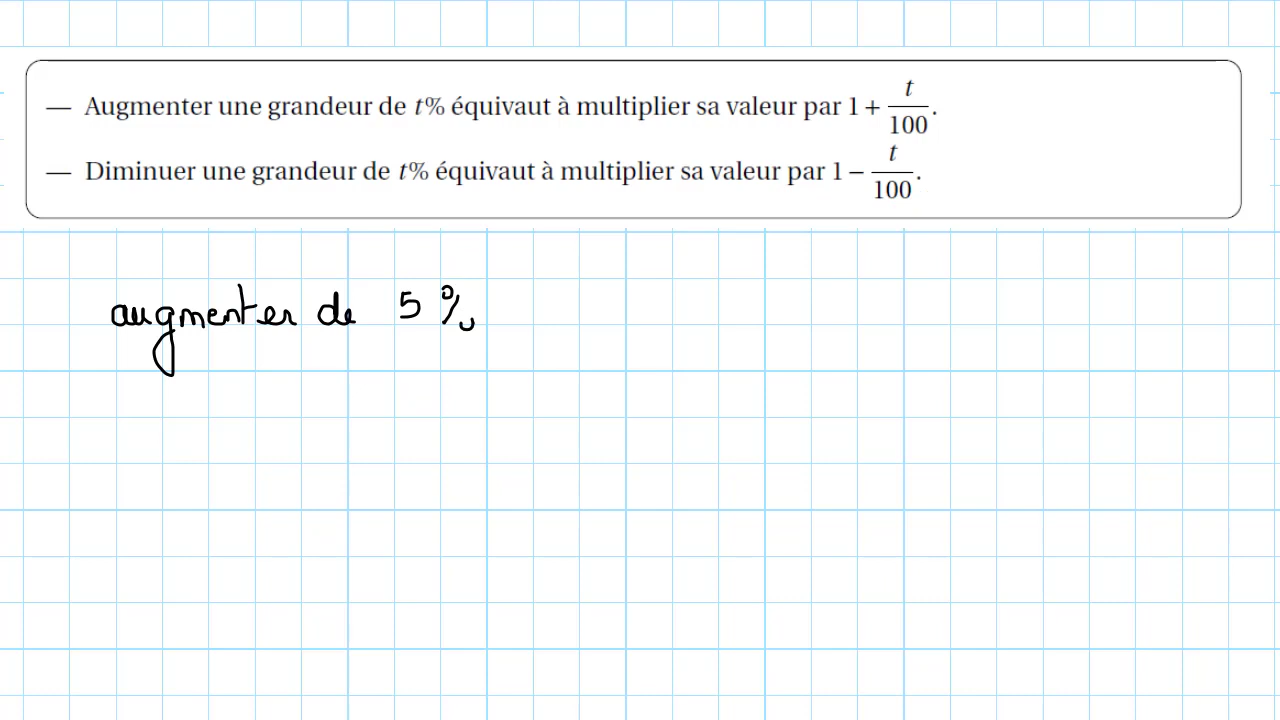 — Augmenter une grandeur de t% équivaut à multiplier sa valeur par 1 + t/100.
— Diminuer une grandeur de t% équivaut à multiplier sa valeur par 1 − t/100.
augmenter de 5 %